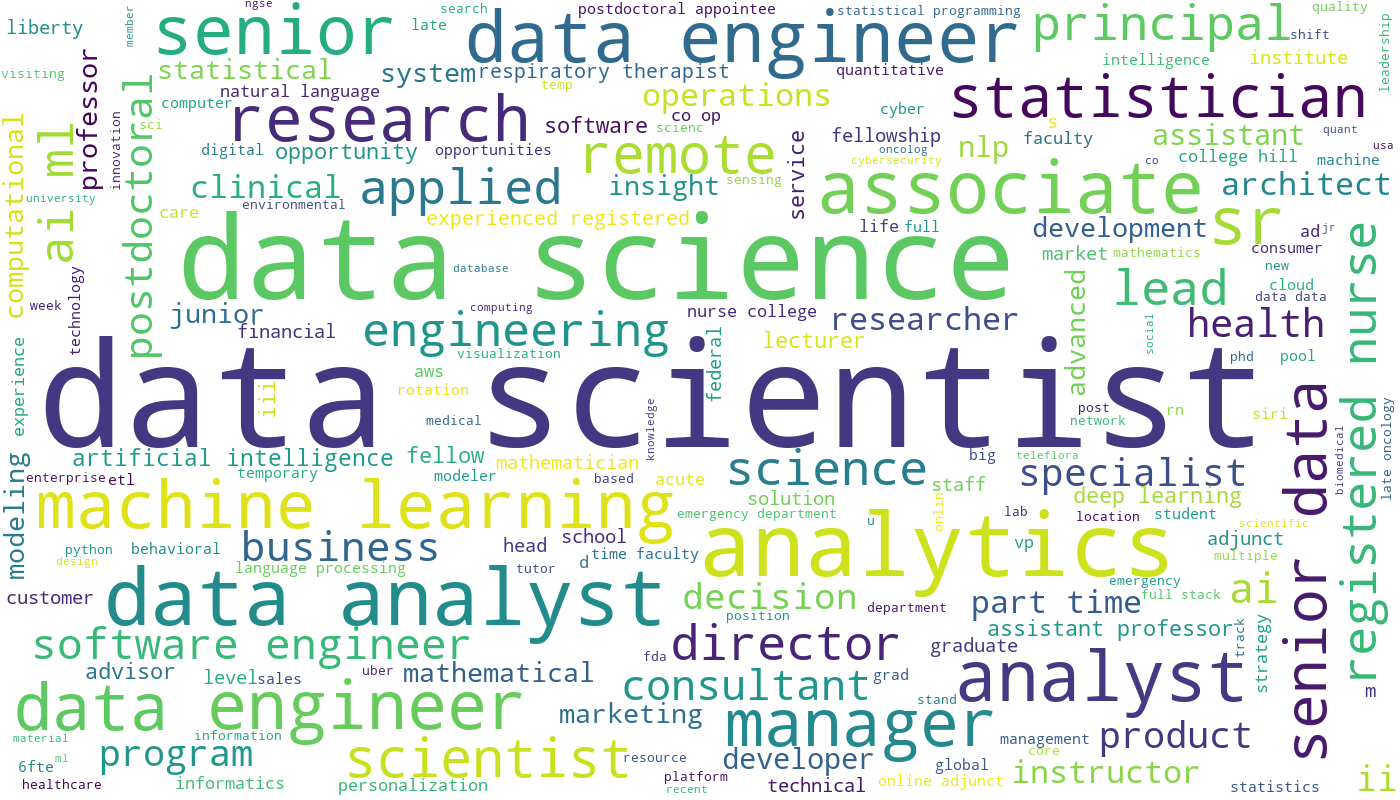 ngse
postdoctoral appointee
statistical programming
quality
liberty
member
senior
late
search
data engineer
principal
shift
leadership
visiting
professor
statistical
system
respiratory therapist
quantitative
intelligence
institute
natural language
temp
operations
statistician
computer
sci
research
software
co op
scienc
cyber
s
computational
ai ml
innovation
postdoctoral
digital
opportunity
opportunities
remote
service
fellowship
oncolog
cybersecurity
nlp
faculty
assistant
quant
co
college hill
machine
usa
university
clinical
applied
insight
sensing
associate
architect
care
environmental
experienced registered
life
full
development
sr
ad
jr
data science
database
market
mathematics
consumer
new
cloud
data data
week
technology
junior
financial
computing
engineering
visualization
nurse college
federal
lecturer
researcher
advanced
lead
social
health
registered nurse
experience
iii
aws
rotation
medical
knowledge
data scientist
phd
pool
post
network
rn
siri
senior data
biomedical
late oncology
modeling
artificial intelligence
fellow
mathematician
temporary
modeler
based
acute
science
big
staff
teleflora
specialist
enterprise
etl
machine learning
emergency department
solution
onlin
lab
deep learning
location
student
scientific
python
design
behavioral
language processing
business
head
school
d
time faculty
tutor
analytics
u
vp
adjunct
multiple
customer
data analyst
decision
position
department
part time
emergency
full stack
ai
software engineer
fda
director
graduate
assistant professor
track
strategy
advisor
level
sales
uber
mathematical
consultant
grad
stand
analyst
m
data engineer
marketing
manager
management
core
product
material
ml
information
6fte
program
scientist
resource
developer
global
instructor
healthcare
informatics
personalization
platform
recent
technical
online adjunct
statistics
ii